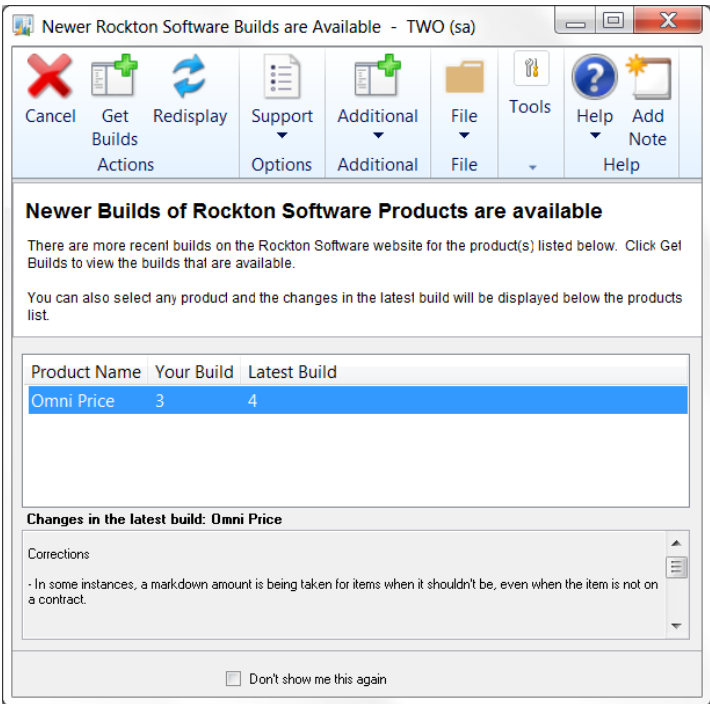 Newer Rockton Software Builds are Available - TWO (sa)
Cancel
Get Builds
Redisplay
Support
Additional
File
Tools
Help
Add Note
Actions
Options
Additional
File
Help
Newer Builds of Rockton Software Products are available
There are more recent builds on the Rockton Software website for the product(s) listed below. Click Get
Builds to view the builds that are available.
You can also select any product and the changes in the latest build will be displayed below the products
list.
Product Name Your Build Latest Build
Omni Price 3 4
Changes in the latest build: Omni Price
Corrections
- In some instances, a markdown amount is being taken for items when it shouldn't be, even when the item is not on
a contract.
Don't show me this again